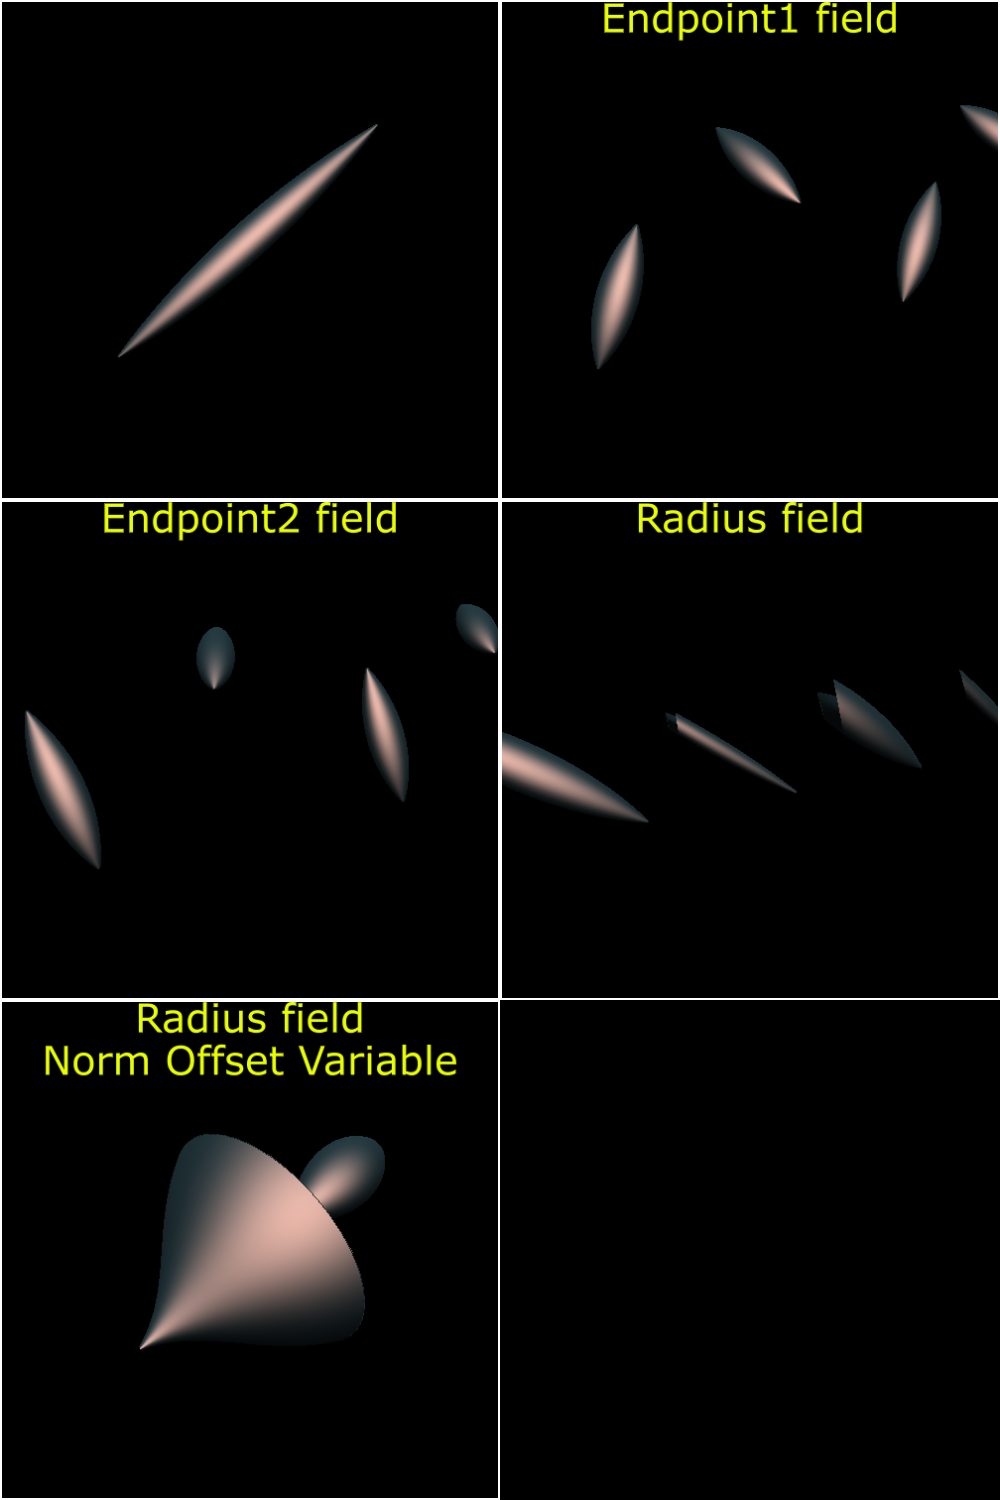 Endpoint1 field
Endpoint2 field
Radius field
Radius field
Norm Offset Variable